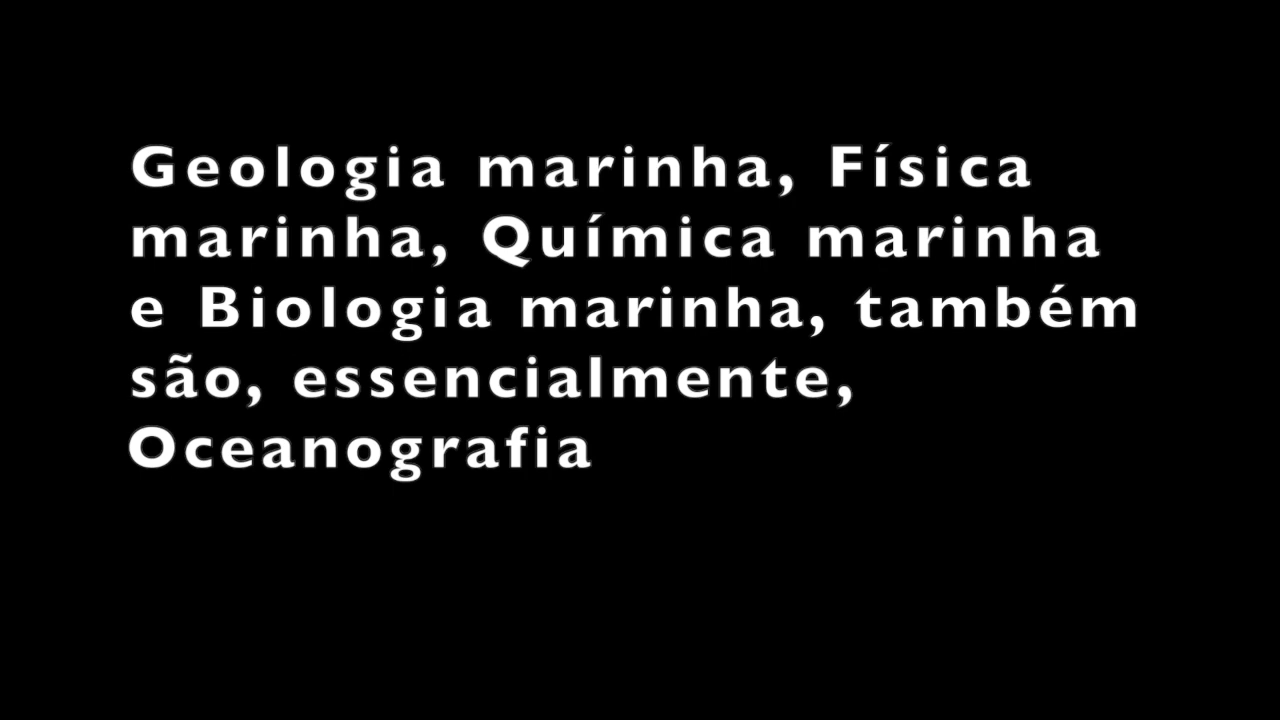 Geologia marinha, Física
marinha, Química marinha
e Biologia marinha, também
são, essencialmente,
Oceanografia